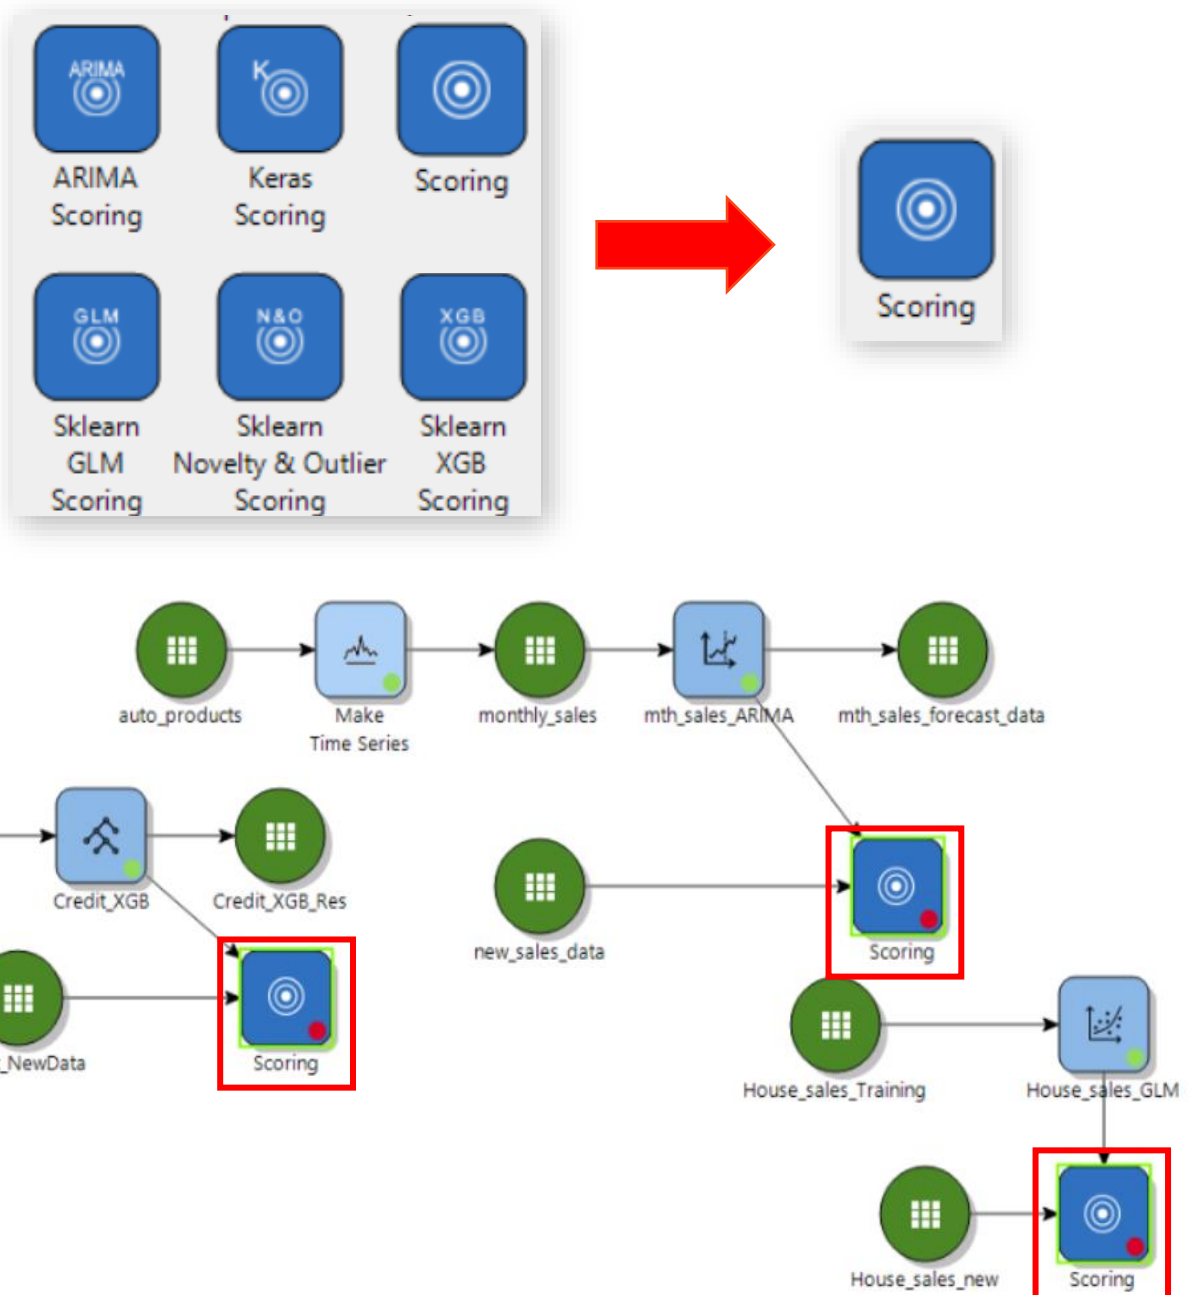 ARIMA
K
ARIMA
Scoring
Keras
Scoring
Scoring
GLM
N&O
XGB
Sklearn
GLM
Scoring
Sklearn
Novelty & Outlier
Scoring
Sklearn
XGB
Scoring
Scoring
auto_products
Make
Time Series
monthly_sales
mth_sales_ARIMA
mth_sales_forecast_data
Credit_XGB
Credit_XGB_Res
new_sales_data
Scoring
_NewData
Scoring
House_sales_Training
House_sales_GLM
House_sales_new
Scoring